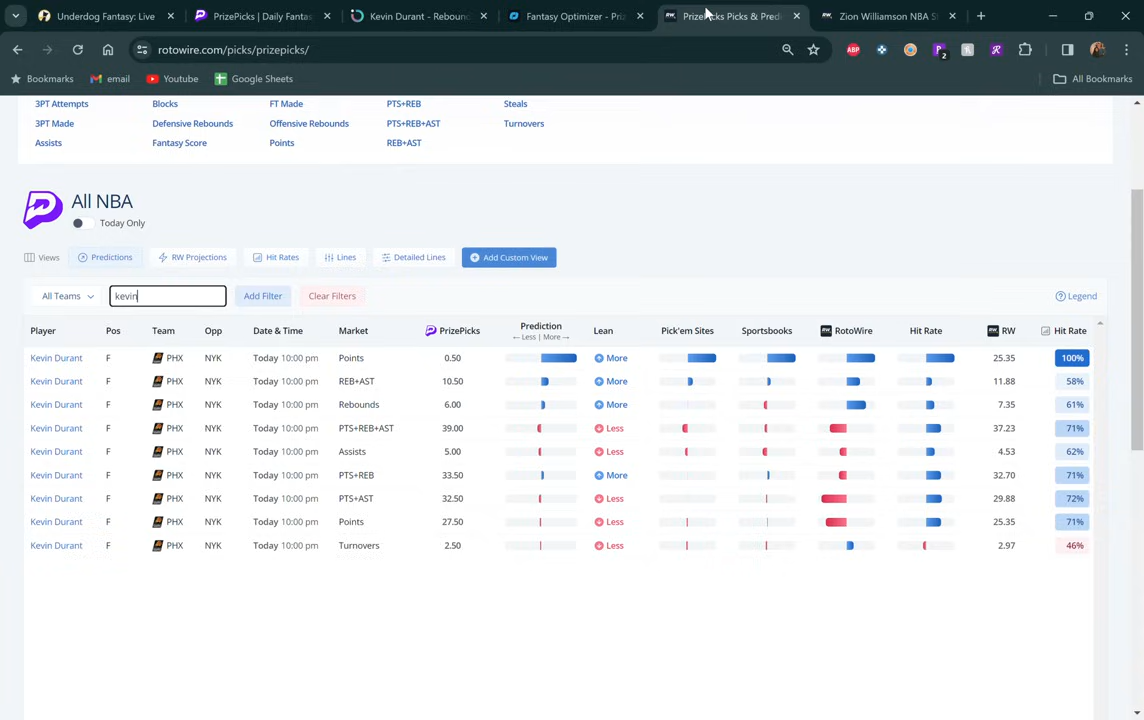 Underdog Fantasy: Live
PrizePicks | Daily Fantas
Kevin Durant - Rebound
Fantasy Optimizer - Priz
PrizePicks Picks & Predi
Zion Williamson NBA S
rotowire.com/picks/prizepicks/
ABP
2
Bookmarks
email
Youtube
Google Sheets
All Bookmarks
3PT Attempts Blocks FT Made PTS+REB Steals
3PT Made Defensive Rebounds Offensive Rebounds PTS+REB+AST Turnovers
Assists Fantasy Score Points REB+AST
All NBA
Today Only
Views Predictions RW Projections Hit Rates Lines Detailed Lines Add Custom View
All Teams kevin Add Filter Clear Filters Legend
Player Pos Team Opp Date & Time Market PrizePicks Prediction Lean Pick'em Sites Sportsbooks RW RotoWire Hit Rate RW RW Hit Rate
← Less | More →
Kevin Durant F PHX NYK Today 10:00 pm Points 0.50 More 25.35 100%
Kevin Durant F PHX NYK Today 10:00 pm REB+AST 10.50 More 11.88 58%
Kevin Durant F PHX NYK Today 10:00 pm Rebounds 6.00 More 7.35 61%
Kevin Durant F PHX NYK Today 10:00 pm PTS+REB+AST 39.00 Less 37.23 71%
Kevin Durant F PHX NYK Today 10:00 pm Assists 5.00 Less 4.53 62%
Kevin Durant F PHX NYK Today 10:00 pm PTS+REB 33.50 More 32.70 71%
Kevin Durant F PHX NYK Today 10:00 pm PTS+AST 32.50 Less 29.88 72%
Kevin Durant F PHX NYK Today 10:00 pm Points 27.50 Less 25.35 71%
Kevin Durant F PHX NYK Today 10:00 pm Turnovers 2.50 Less 2.97 46%